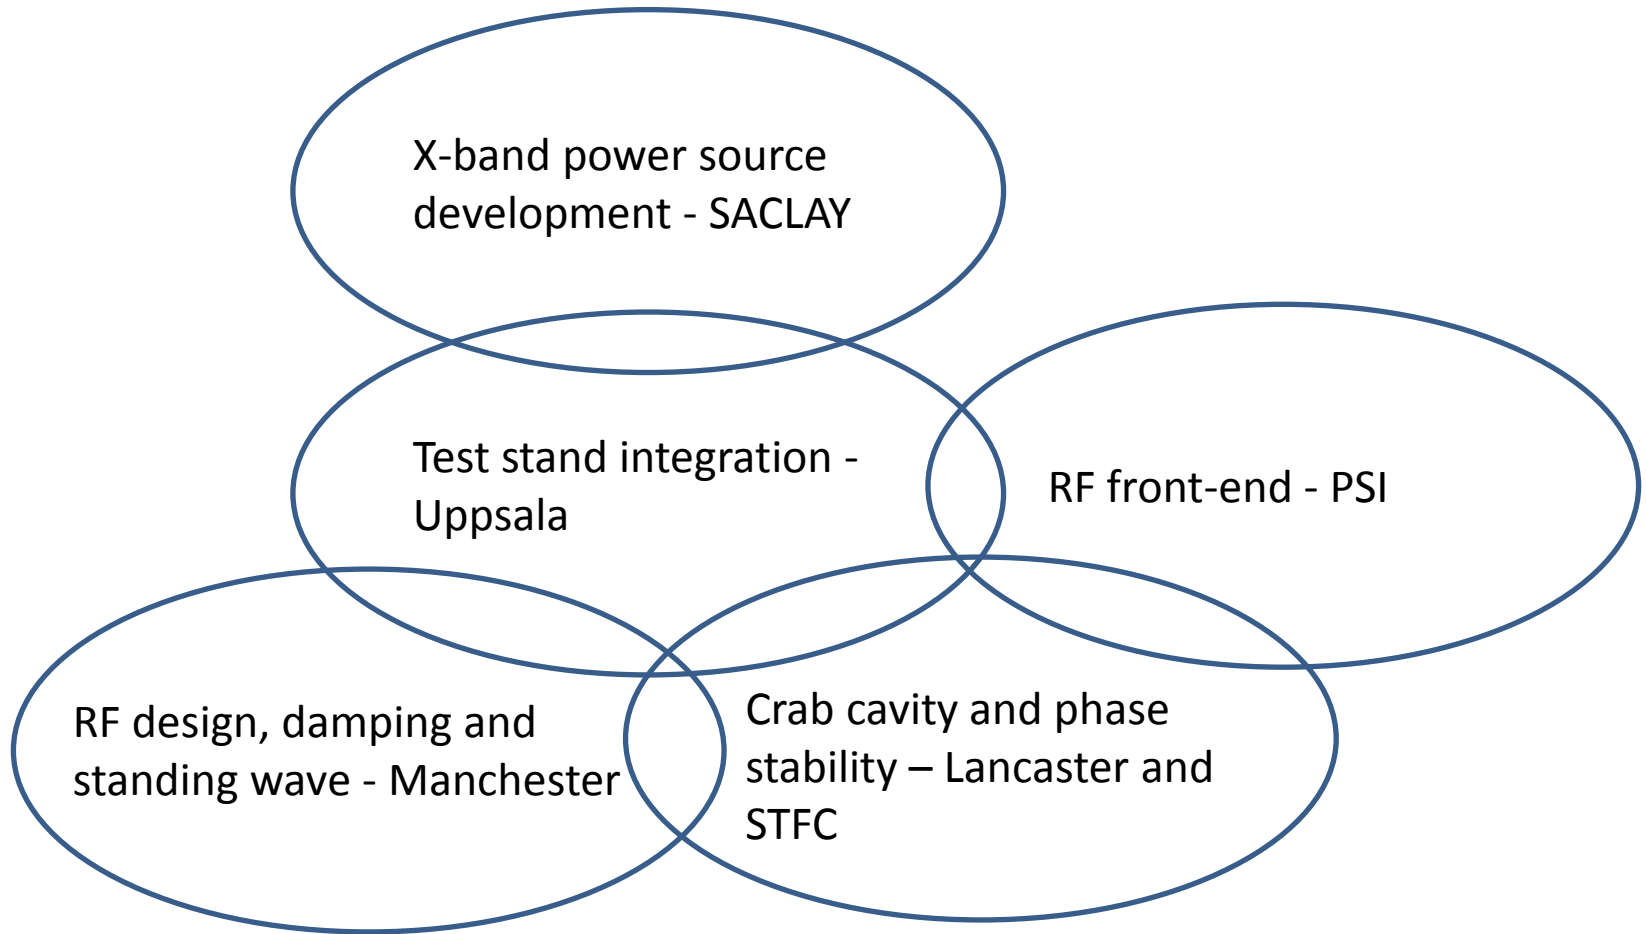 X-band power source
development - SACLAY
Test stand integration -
Uppsala
RF front-end - PSI
RF design, damping and
standing wave - Manchester
Crab cavity and phase
stability – Lancaster and
STFC